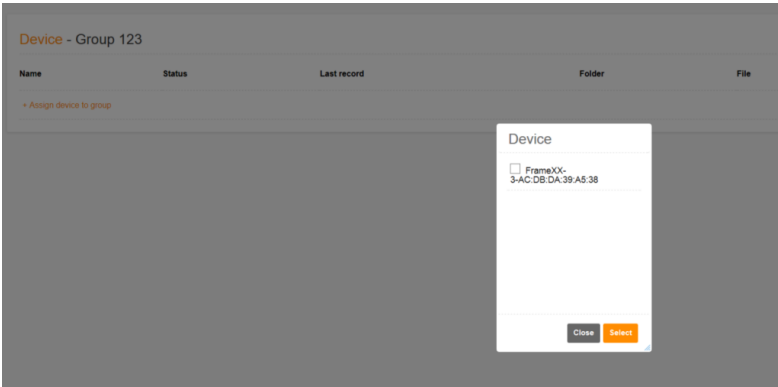 Device - Group 123
Name Status Last record Folder File
+ Assign device to group
Device
FrameXX-
3-AC:DB:DA:39:A5:38
Close Select